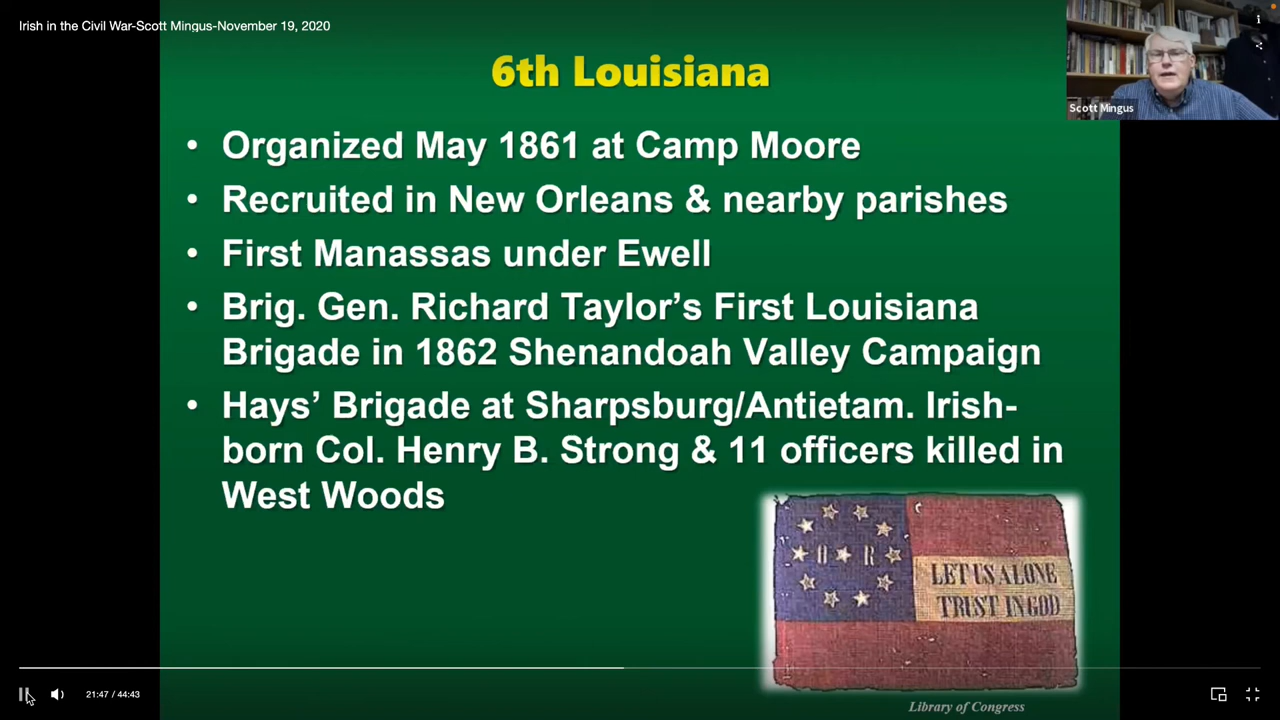 Irish in the Civil War-Scott Mingus-November 19, 2020
Scott Mingus
6th Louisiana
• Organized May 1861 at Camp Moore
• Recruited in New Orleans & nearby parishes
• First Manassas under Ewell
• Brig. Gen. Richard Taylor’s First Louisiana
Brigade in 1862 Shenandoah Valley Campaign
• Hays’ Brigade at Sharpsburg/Antietam. Irish-
born Col. Henry B. Strong & 11 officers killed in
West Woods
O R
LET US ALONE
TRUST IN GOD
Library of Congress
21:47 / 44:43